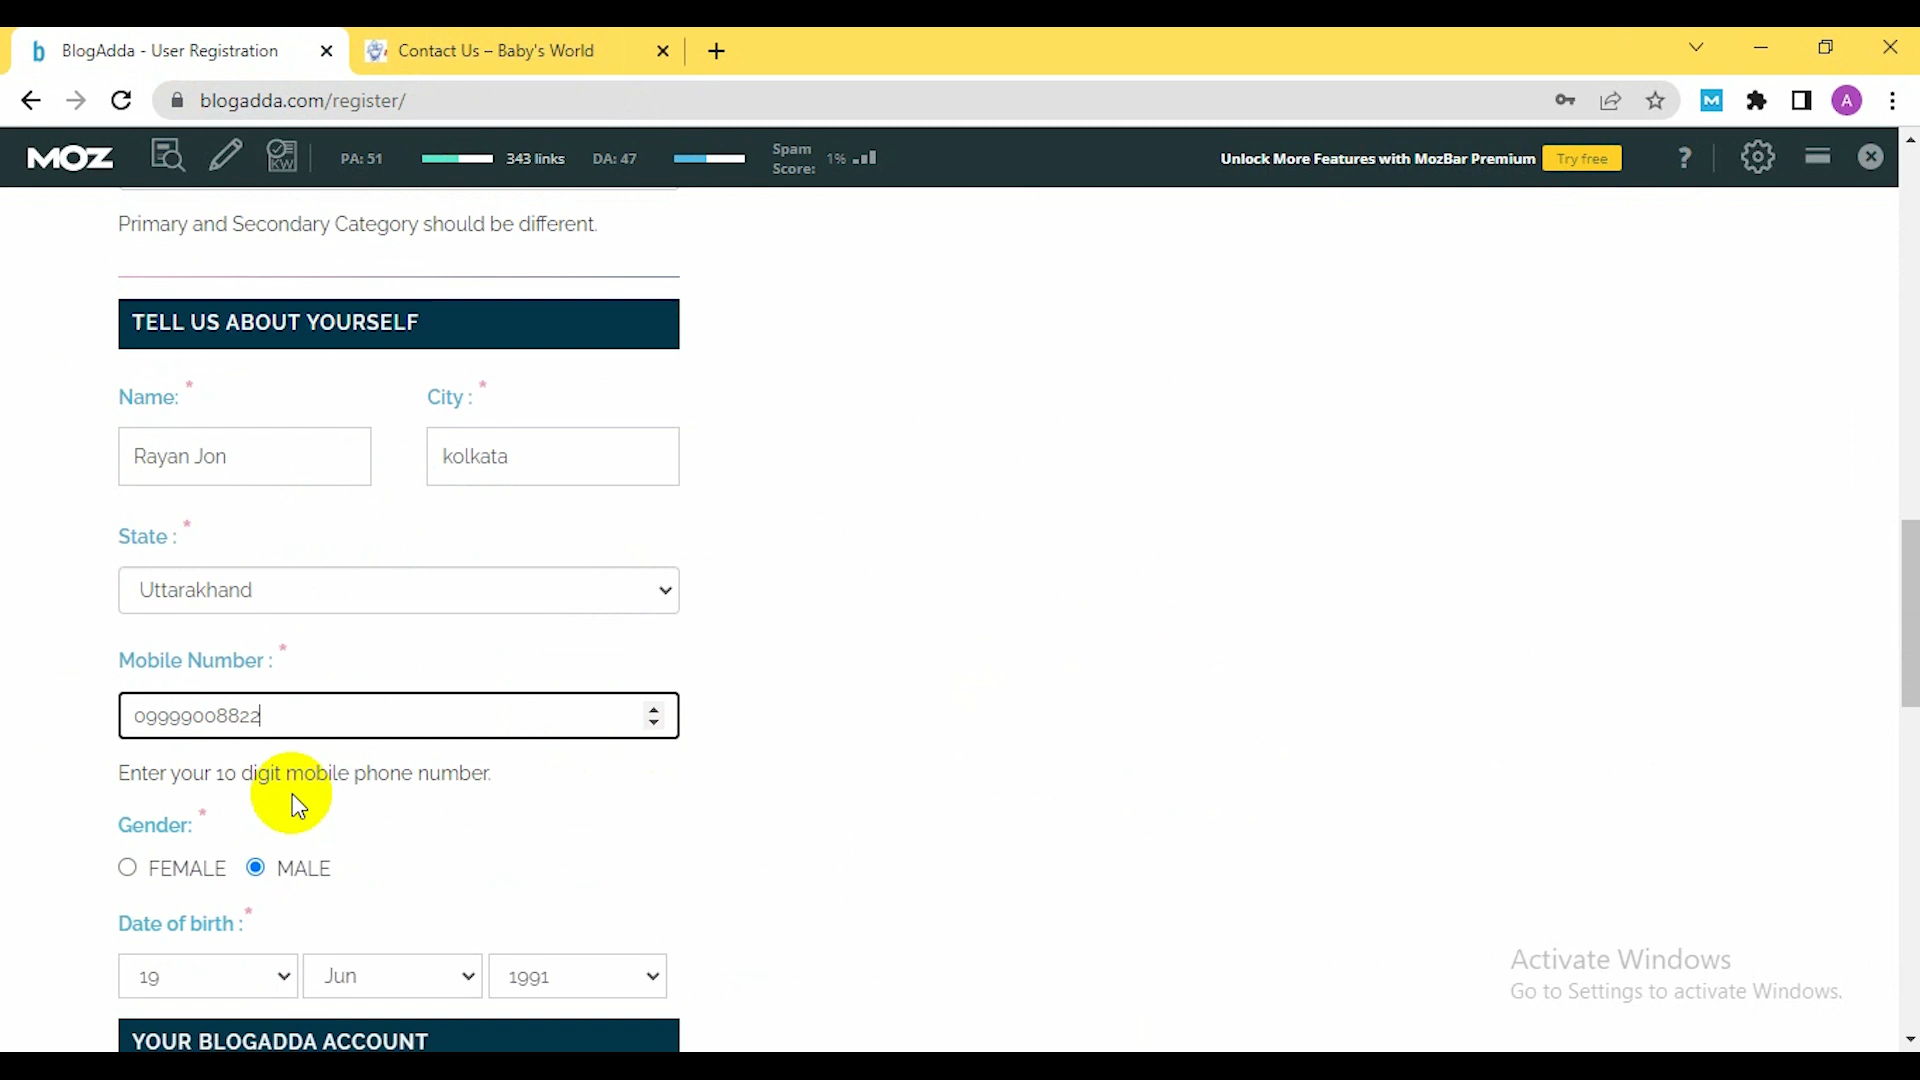 BlogAdda - User Registration
Contact Us – Baby's World
blogadda.com/register/
A
MOZ
KW
PA: 51
343 links
DA: 47
Spam Score: 1%
Unlock More Features with MozBar Premium
Try free
?
Primary and Secondary Category should be different.
TELL US ABOUT YOURSELF
Name: *
City : *
Rayan Jon
kolkata
State : *
Uttarakhand
Mobile Number : *
09999008822
Enter your 10 digit mobile phone number.
Gender: *
FEMALE MALE
Date of birth : *
19 Jun 1991
YOUR BLOGADDA ACCOUNT
Activate Windows
Go to Settings to activate Windows.